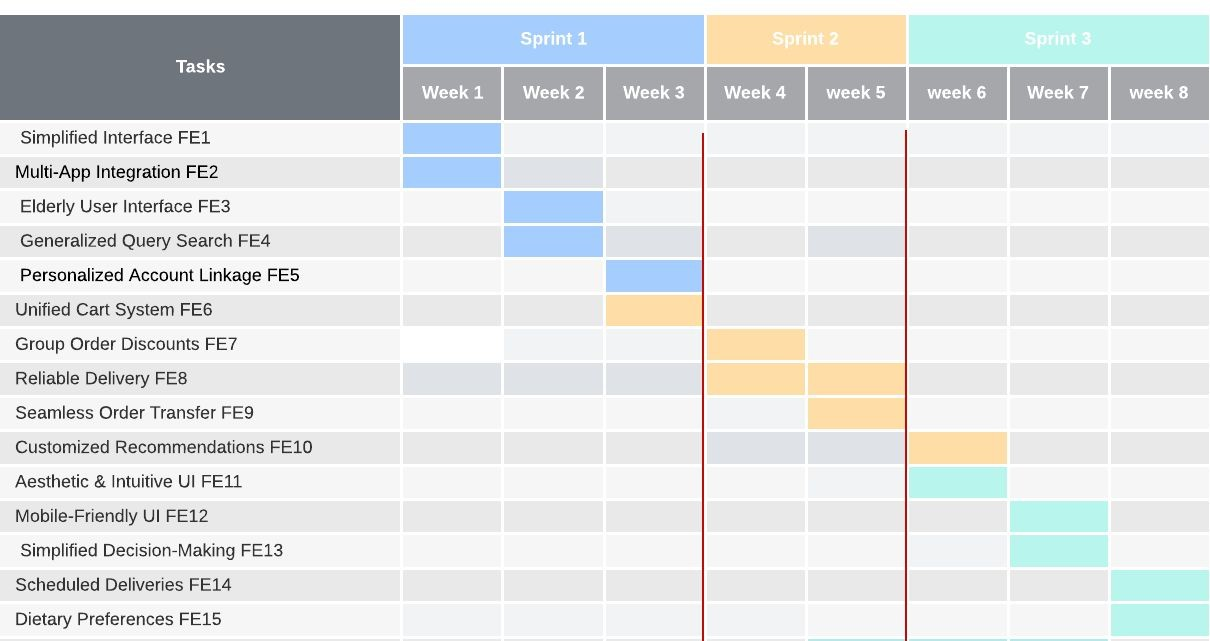 Sprint 1 Sprint 2 Sprint 3
Tasks
Week 1 Week 2 Week 3 Week 4 week 5 week 6 Week 7 week 8
Simplified Interface FE1
Multi-App Integration FE2
Elderly User Interface FE3
Generalized Query Search FE4
Personalized Account Linkage FE5
Unified Cart System FE6
Group Order Discounts FE7
Reliable Delivery FE8
Seamless Order Transfer FE9
Customized Recommendations FE10
Aesthetic & Intuitive UI FE11
Mobile-Friendly UI FE12
Simplified Decision-Making FE13
Scheduled Deliveries FE14
Dietary Preferences FE15